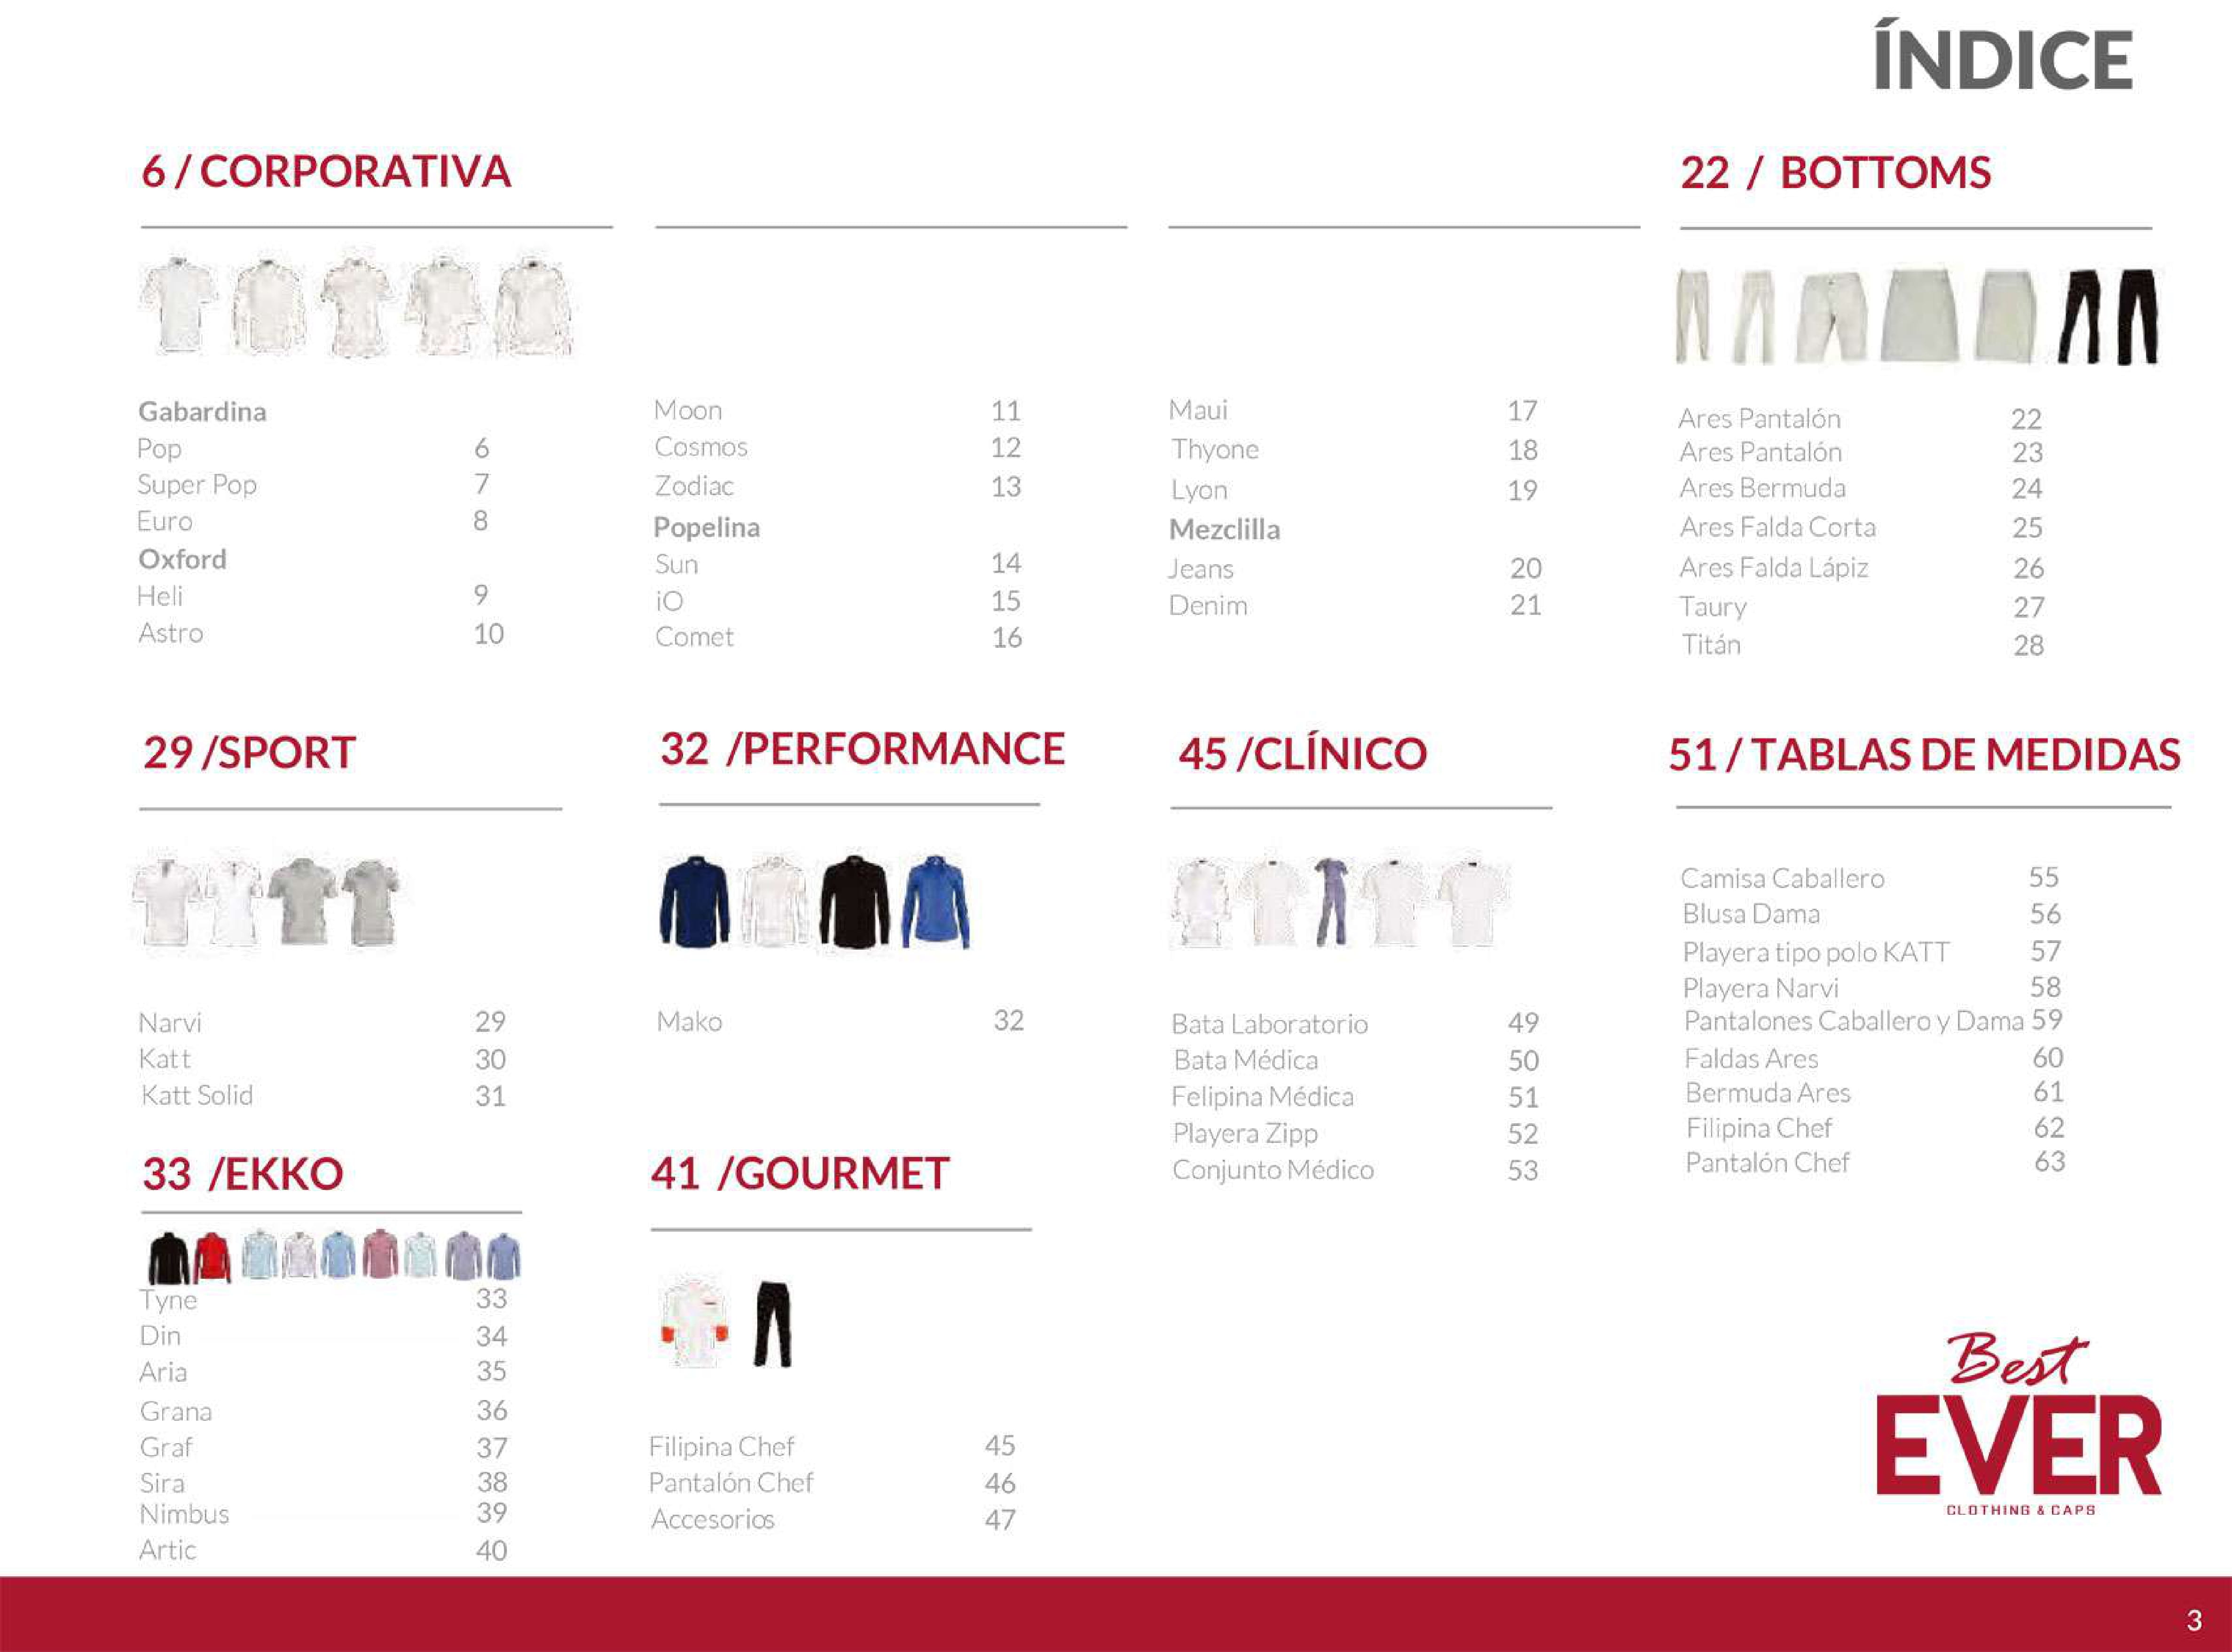 ÍNDICE
6 / CORPORATIVA
Gabardina
Pop 6
Super Pop 7
Euro 8
Oxford
Heli 9
Astro 10
Moon 11
Cosmos 12
Zodiac 13
Popelina
Sun 14
iO 15
Comet 16
Maui 17
Thyone 18
Lyon 19
Mezclilla
Jeans 20
Denim 21
22 / BOTTOMS
Ares Pantalón 22
Ares Pantalón 23
Ares Bermuda 24
Ares Falda Corta 25
Ares Falda Lápiz 26
Taury 27
Titán 28
29 /SPORT
Narvi 29
Katt 30
Katt Solid 31
32 /PERFORMANCE
Mako 32
45 /CLÍNICO
Bata Laboratorio 49
Bata Médica 50
Felipina Médica 51
Playera Zipp 52
Conjunto Médico 53
51 / TABLAS DE MEDIDAS
Camisa Caballero 55
Blusa Dama 56
Playera tipo polo KATT 57
Playera Narvi 58
Pantalones Caballero y Dama 59
Faldas Ares 60
Bermuda Ares 61
Filipina Chef 62
Pantalón Chef 63
33 /EKKO
Tyne 33
Din 34
Aria 35
Grana 36
Graf 37
Sira 38
Nimbus 39
Artic 40
41 /GOURMET
Filipina Chef 45
Pantalón Chef 46
Accesorios 47
Best
EVER
CLOTHING & CAPS
3